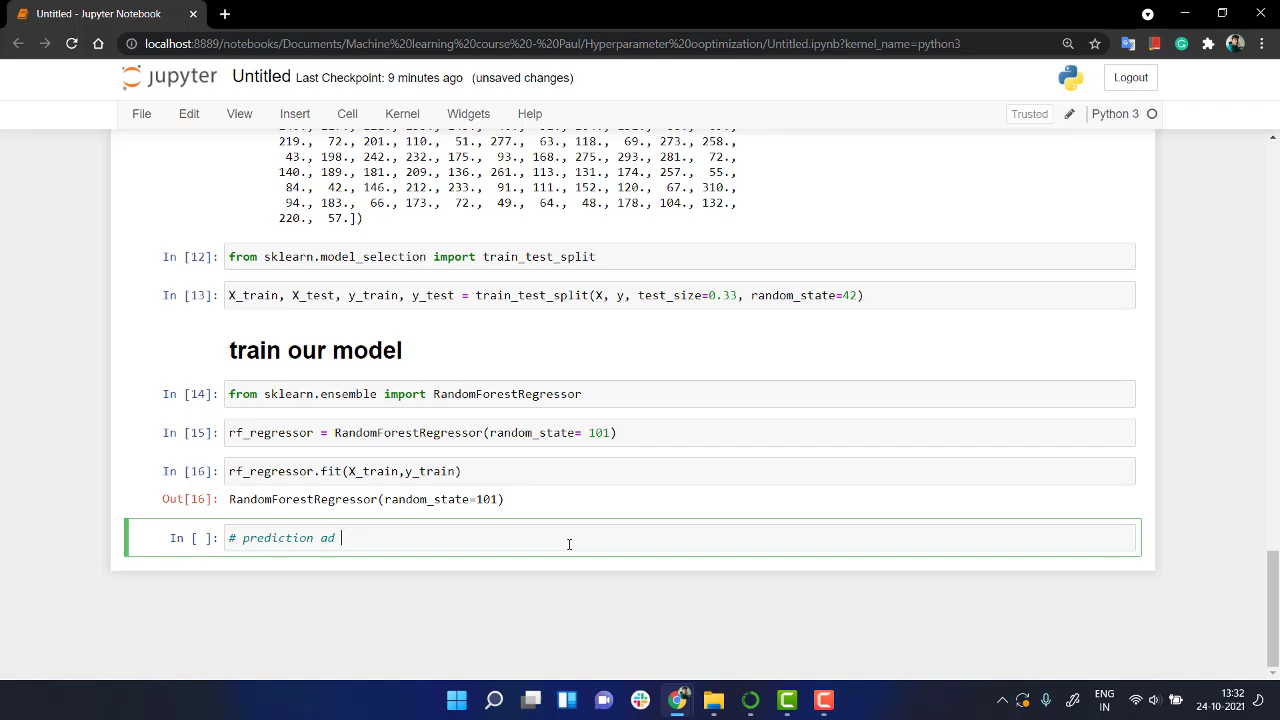 Untitled - Jupyter Notebook
localhost:8889/notebooks/Documents/Machine%20learning%20course%20-%20Paul/Hyperparameter%20ooptimization/Untitled.ipynb?kernel_name=python3
jupyter Untitled Last Checkpoint: 9 minutes ago (unsaved changes) Logout
File Edit View Insert Cell Kernel Widgets Help Trusted Python 3
219., 72., 201., 110., 51., 277., 63., 118., 69., 273., 258.,
43., 198., 242., 232., 175., 93., 168., 275., 293., 281., 72.,
140., 189., 181., 209., 136., 261., 113., 131., 174., 257., 55.,
84., 42., 146., 212., 233., 91., 111., 152., 120., 67., 310.,
94., 183., 66., 173., 72., 49., 64., 48., 178., 104., 132.,
220., 57.])
In [12]: from sklearn.model_selection import train_test_split
In [13]: X_train, X_test, y_train, y_test = train_test_split(X, y, test_size=0.33, random_state=42)
train our model
In [14]: from sklearn.ensemble import RandomForestRegressor
In [15]: rf_regressor = RandomForestRegressor(random_state= 101)
In [16]: rf_regressor.fit(X_train,y_train)
Out[16]: RandomForestRegressor(random_state=101)
In [ ]: # prediction ad
ENG
IN
13:32
24-10-2021